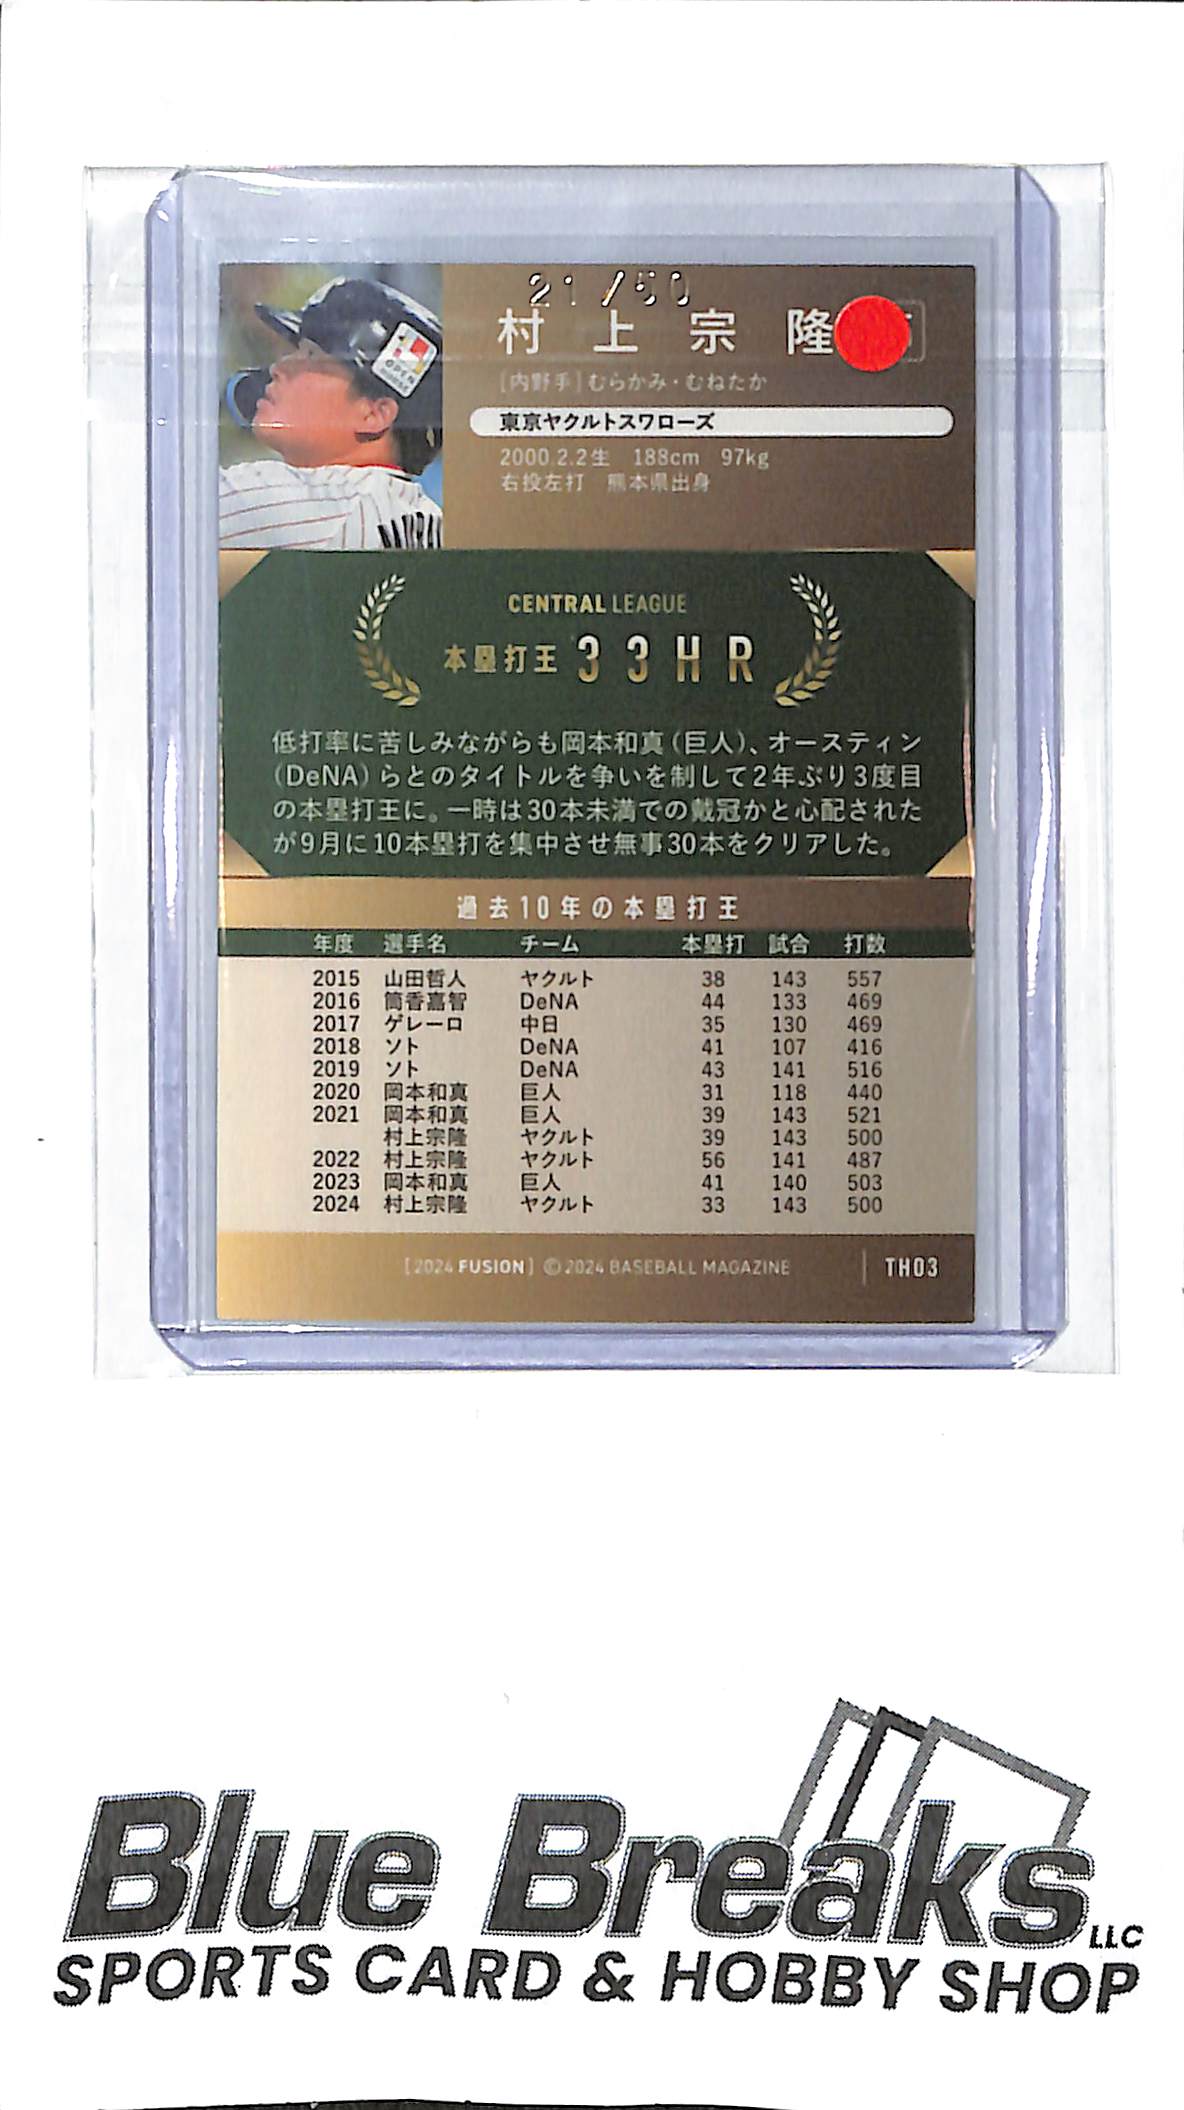 21/50
村上宗隆
[内野手]むらかみ・むねたか
東京ヤクルトスワローズ
2000.2.2生 188cm 97kg
右投左打 熊本県出身
OPEN HOUSE
MURA
CENTRAL LEAGUE
本塁打王 33HR
低打率に苦しみながらも岡本和真(巨人)、オースティン
(DeNA)らとのタイトルを争いを制して2年ぶり3度目
の本塁打王に。一時は30本未満での戴冠かと心配された
が9月に10本塁打を集中させ無事30本をクリアした。
過去10年の本塁打王
年度 選手名 チーム 本塁打 試合 打数
2015 山田哲人 ヤクルト 38 143 557
2016 筒香嘉智 DeNA 44 133 469
2017 ゲレーロ 中日 35 130 469
2018 ソト DeNA 41 107 416
2019 ソト DeNA 43 141 516
2020 岡本和真 巨人 31 118 440
2021 岡本和真 巨人 39 143 521
村上宗隆 ヤクルト 39 143 500
2022 村上宗隆 ヤクルト 56 141 487
2023 岡本和真 巨人 41 140 503
2024 村上宗隆 ヤクルト 33 143 500
[2024 FUSION] ©2024 BASEBALL MAGAZINE TH03
Blue Breaks LLC
SPORTS CARD & HOBBY SHOP